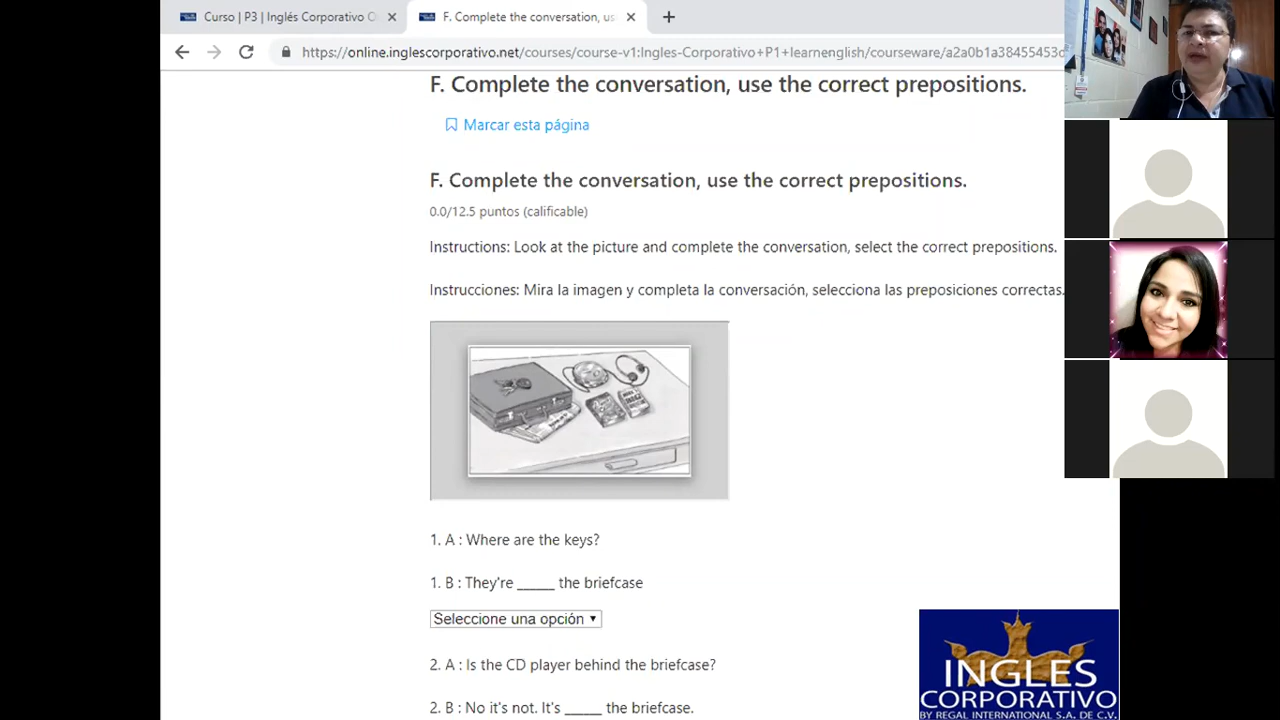 Curso | P3 | Inglés Corporativo O
F. Complete the conversation, us
https://online.inglescorporativo.net/courses/course-v1:Ingles-Corporativo+P1+learnenglish/courseware/a2a0b1a38455453d
F. Complete the conversation, use the correct prepositions.
Marcar esta página
F. Complete the conversation, use the correct prepositions.
0.0/12.5 puntos (calificable)
Instructions: Look at the picture and complete the conversation, select the correct prepositions.
Instrucciones: Mira la imagen y completa la conversación, selecciona las preposiciones correctas.
1. A : Where are the keys?
1. B : They're ______ the briefcase
Seleccione una opción
2. A : Is the CD player behind the briefcase?
2. B : No it's not. It's ______ the briefcase.
INGLES
CORPORATIVO
BY REGAL INTERNATIONAL S.A. DE C.V.